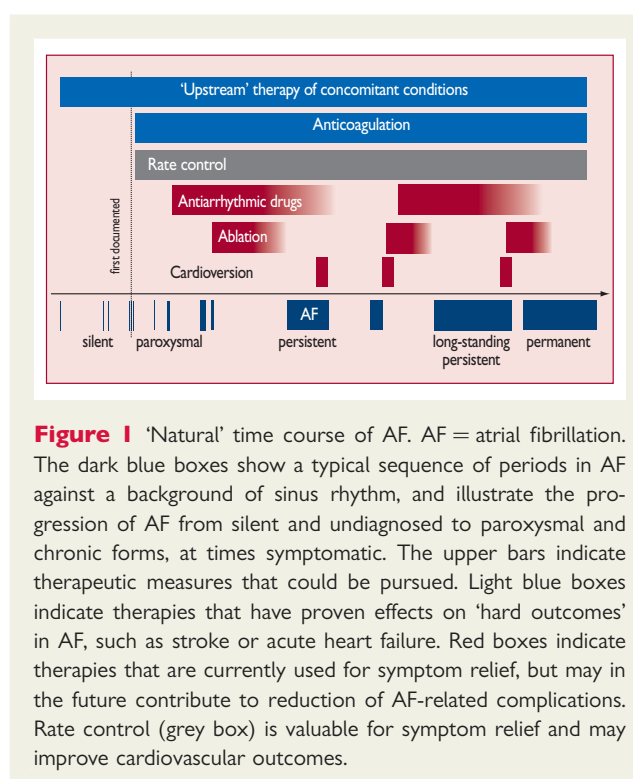 'Upstream' therapy of concomitant conditions
Anticoagulation
Rate control
Antiarrhythmic drugs
Ablation
Cardioversion
first documented
AF
silent
paroxysmal
persistent
long-standing
persistent
permanent
Figure 1 'Natural' time course of AF. AF = atrial fibrillation.
The dark blue boxes show a typical sequence of periods in AF
against a background of sinus rhythm, and illustrate the pro-
gression of AF from silent and undiagnosed to paroxysmal and
chronic forms, at times symptomatic. The upper bars indicate
therapeutic measures that could be pursued. Light blue boxes
indicate therapies that have proven effects on 'hard outcomes'
in AF, such as stroke or acute heart failure. Red boxes indicate
therapies that are currently used for symptom relief, but may in
the future contribute to reduction of AF-related complications.
Rate control (grey box) is valuable for symptom relief and may
improve cardiovascular outcomes.